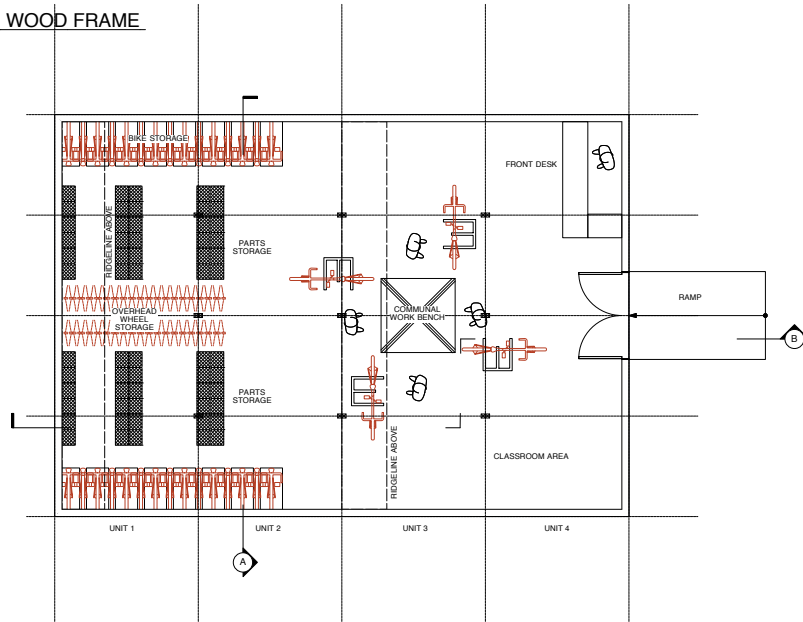 WOOD FRAME
BIKE STORAGE
FRONT DESK
RIDGELINE ABOVE
PARTS
STORAGE
OVERHEAD
WHEEL
STORAGE
COMMUNAL
WORK BENCH
RAMP
B
PARTS
STORAGE
RIDGELINE ABOVE
CLASSROOM AREA
UNIT 1
UNIT 2
UNIT 3
UNIT 4
A